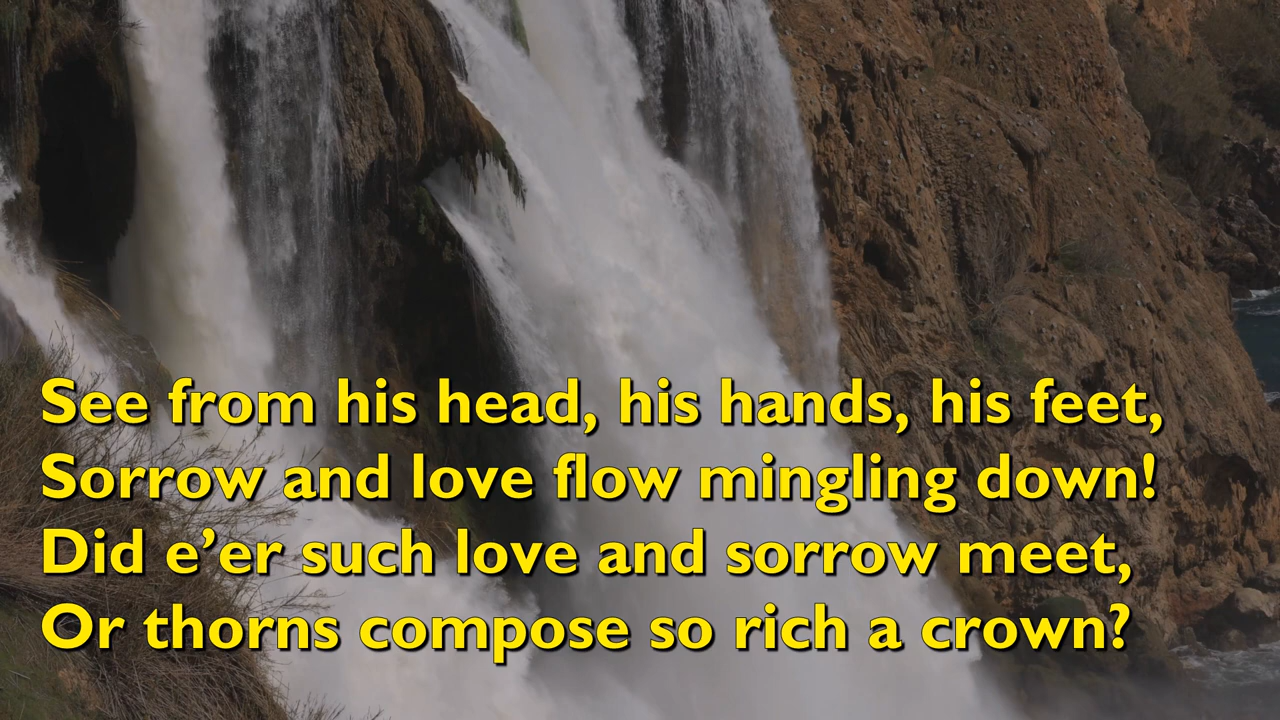 See from his head, his hands, his feet,
Sorrow and love flow mingling down!
Did e’er such love and sorrow meet,
Or thorns compose so rich a crown?